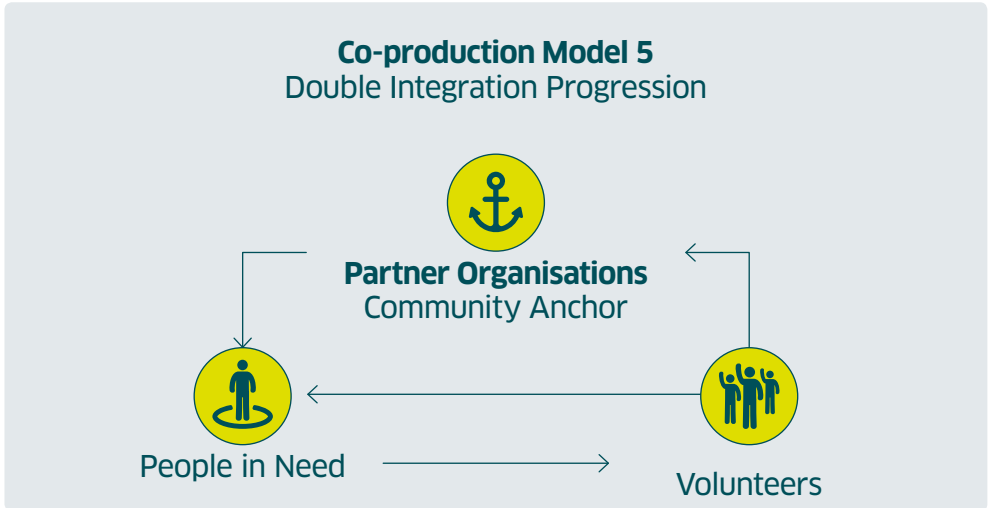 Co-production Model 5
Double Integration Progression
Partner Organisations
Community Anchor
People in Need
Volunteers